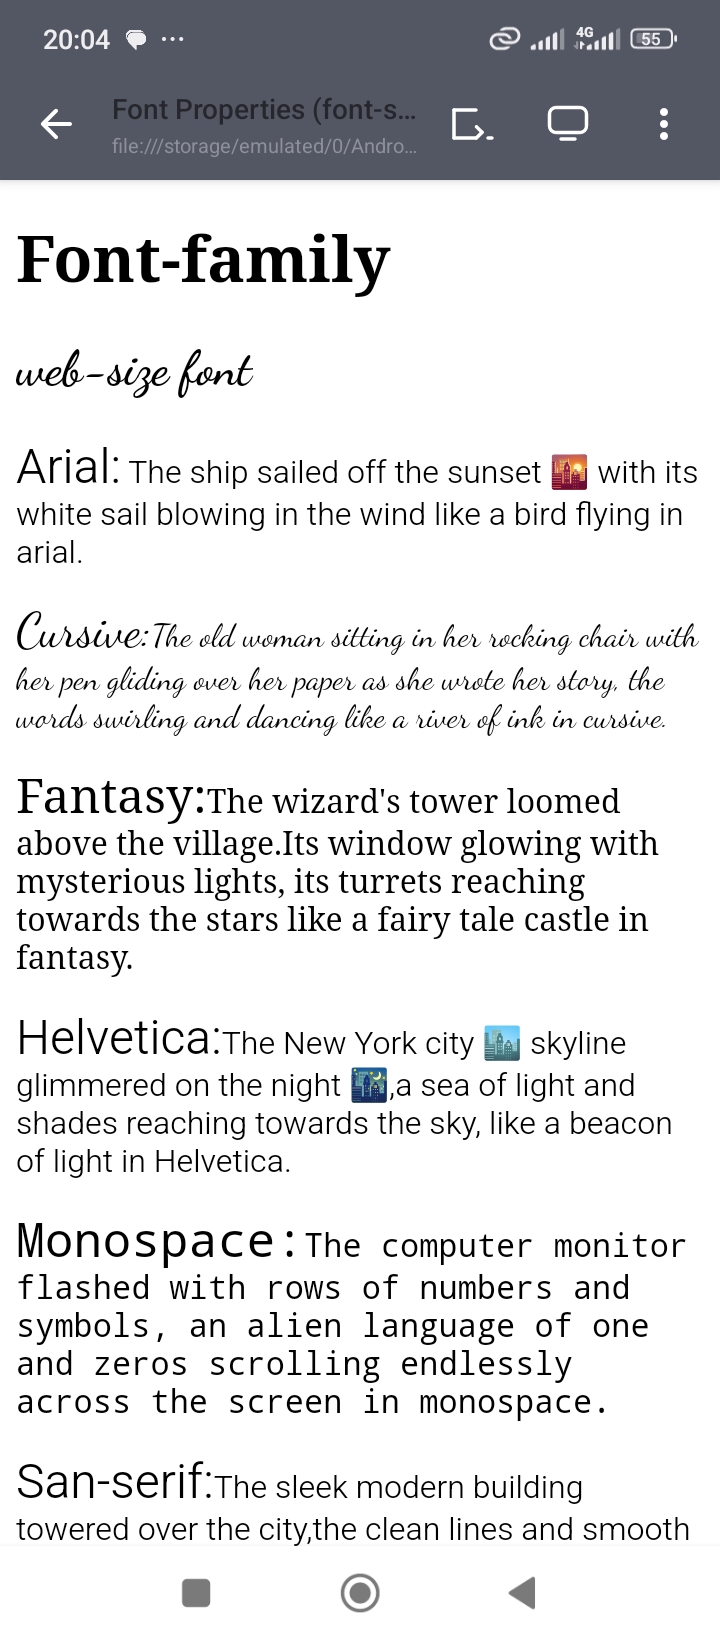 20:04
4G
55
Font Properties (font-s...
file:///storage/emulated/0/Andro...
Font-family
web-size font
Arial: The ship sailed off the sunset 🌇 with its
white sail blowing in the wind like a bird flying in
arial.
Cursive:The old woman sitting in her rocking chair with
her pen gliding over her paper as she wrote her story, the
words swirling and dancing like a river of ink in cursive.
Fantasy:The wizard's tower loomed
above the village.Its window glowing with
mysterious lights, its turrets reaching
towards the stars like a fairy tale castle in
fantasy.
Helvetica:The New York city 🏙️ skyline
glimmered on the night 🌃,a sea of light and
shades reaching towards the sky, like a beacon
of light in Helvetica.
Monospace:The computer monitor
flashed with rows of numbers and
symbols, an alien language of one
and zeros scrolling endlessly
across the screen in monospace.
San-serif:The sleek modern building
towered over the city,the clean lines and smooth